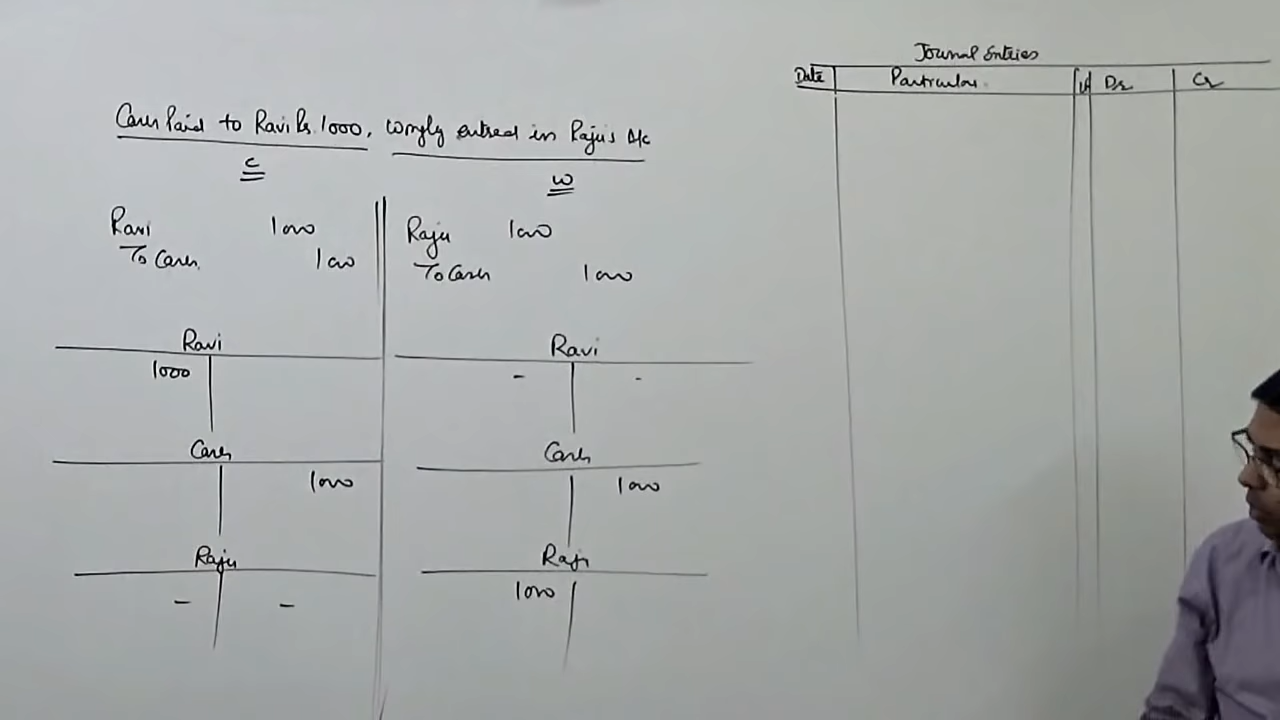 Cash Paid to Ravi Rs 1000, wrongly entred in Raju's A/c
C
W
Ravi 1000
To Cash 1000
Raju 1000
To Cash 1000
Ravi
1000
Cash
1000
Raju
- -
Ravi
- -
Cash
1000
Raju
1000
Journal Entries
Date Particulars Lf Dr Cr